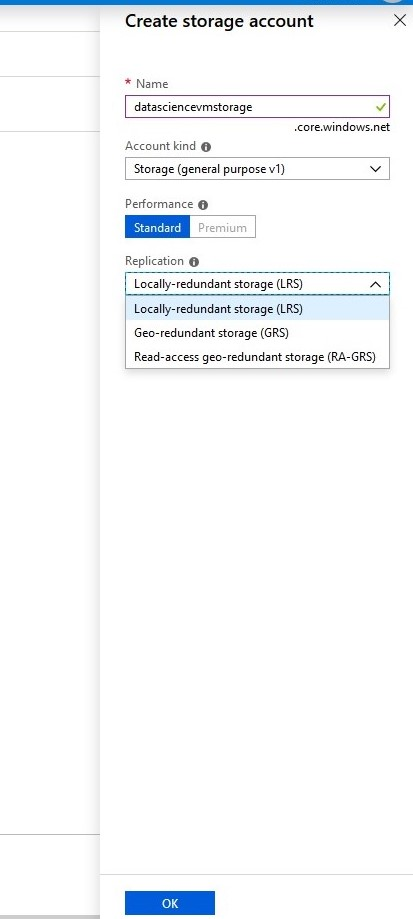 Create storage account
* Name
datasciencevmstorage
.core.windows.net
Account kind
Storage (general purpose v1)
Performance
Standard Premium
Replication
Locally-redundant storage (LRS)
Locally-redundant storage (LRS)
Geo-redundant storage (GRS)
Read-access geo-redundant storage (RA-GRS)
OK